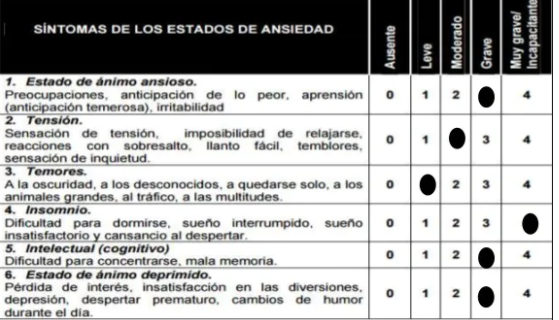 SÍNTOMAS DE LOS ESTADOS DE ANSIEDAD
Ausente
Leve
Moderado
Grave
Muy grave/
Incapacitante
1. Estado de ánimo ansioso.
Preocupaciones, anticipación de lo peor, aprensión
(anticipación temerosa), irritabilidad
0 1 2 4
2. Tensión.
Sensación de tensión, imposibilidad de relajarse,
reacciones con sobresalto, llanto fácil, temblores,
sensación de inquietud.
0 1 3 4
3. Temores.
A la oscuridad, a los desconocidos, a quedarse solo, a los
animales grandes, al tráfico, a las multitudes.
0 2 3 4
4. Insomnio.
Dificultad para dormirse, sueño interrumpido, sueño
insatisfactorio y cansancio al despertar.
0 1 2 3
5. Intelectual (cognitivo)
Dificultad para concentrarse, mala memoria.
0 1 2 4
6. Estado de ánimo deprimido.
Pérdida de interés, insatisfacción en las diversiones,
depresión, despertar prematuro, cambios de humor
durante el día.
0 1 2 4